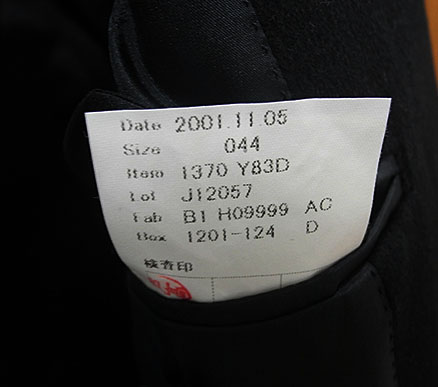 Date 2001.11.05
Size 044
Item 1370 Y83D
Lot J12057
Fab B1 H09999 AC
Box 1201-124 D
検査印